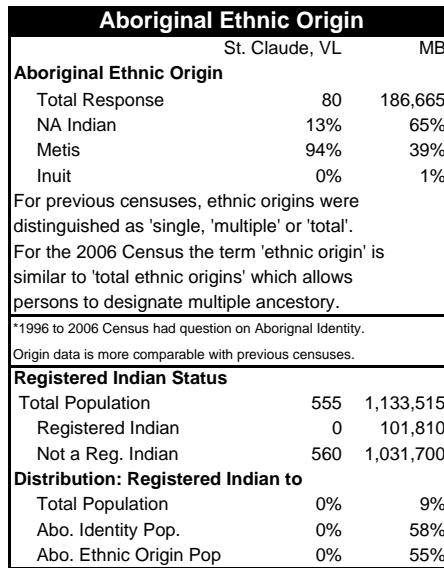 Aboriginal Ethnic Origin
St. Claude, VL MB
Aboriginal Ethnic Origin
Total Response 80 186,665
NA Indian 13% 65%
Metis 94% 39%
Inuit 0% 1%
For previous censuses, ethnic origins were
distinguished as 'single, 'multiple' or 'total'.
For the 2006 Census the term 'ethnic origin' is
similar to 'total ethnic origins' which allows
persons to designate multiple ancestory.
*1996 to 2006 Census had question on Aborignal Identity.
Origin data is more comparable with previous censuses.
Registered Indian Status
Total Population 555 1,133,515
Registered Indian 0 101,810
Not a Reg. Indian 560 1,031,700
Distribution: Registered Indian to
Total Population 0% 9%
Abo. Identity Pop. 0% 58%
Abo. Ethnic Origin Pop 0% 55%